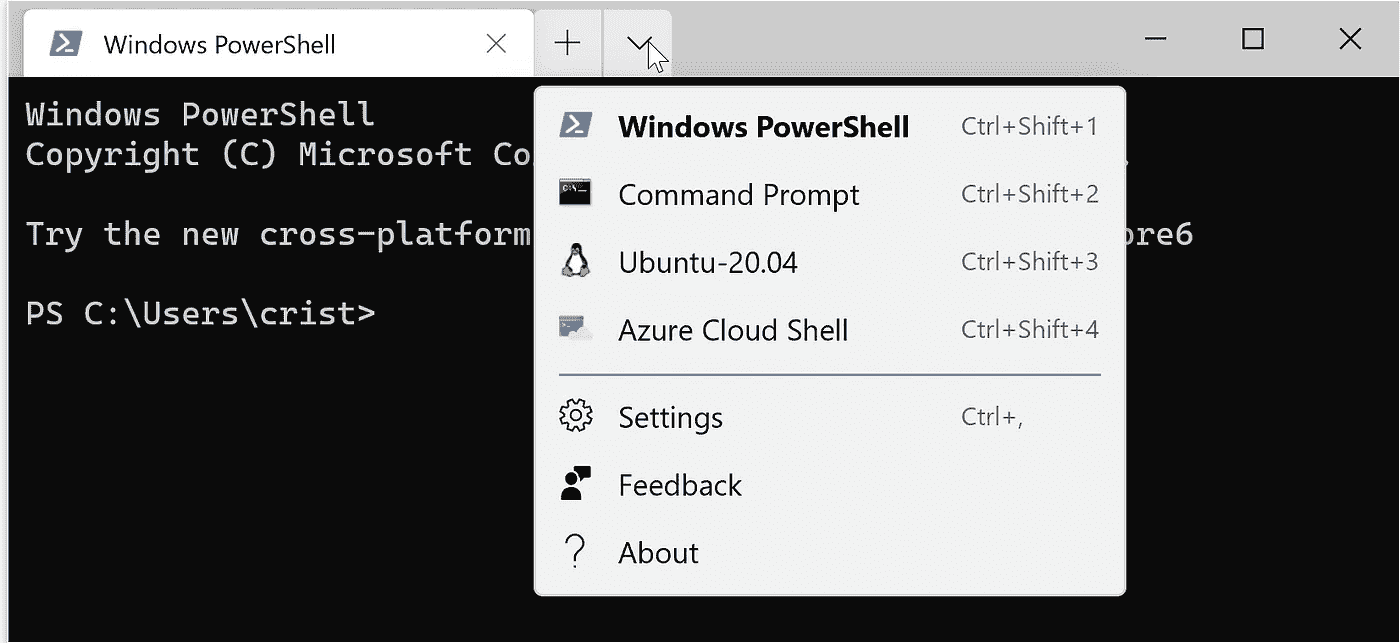 Windows PowerShell
Windows PowerShell
Copyright (C) Microsoft Co
Try the new cross-platform
ore6
PS C:\Users\crist>
Windows PowerShell Ctrl+Shift+1
Command Prompt Ctrl+Shift+2
Ubuntu-20.04 Ctrl+Shift+3
Azure Cloud Shell Ctrl+Shift+4
Settings Ctrl+,
Feedback
About